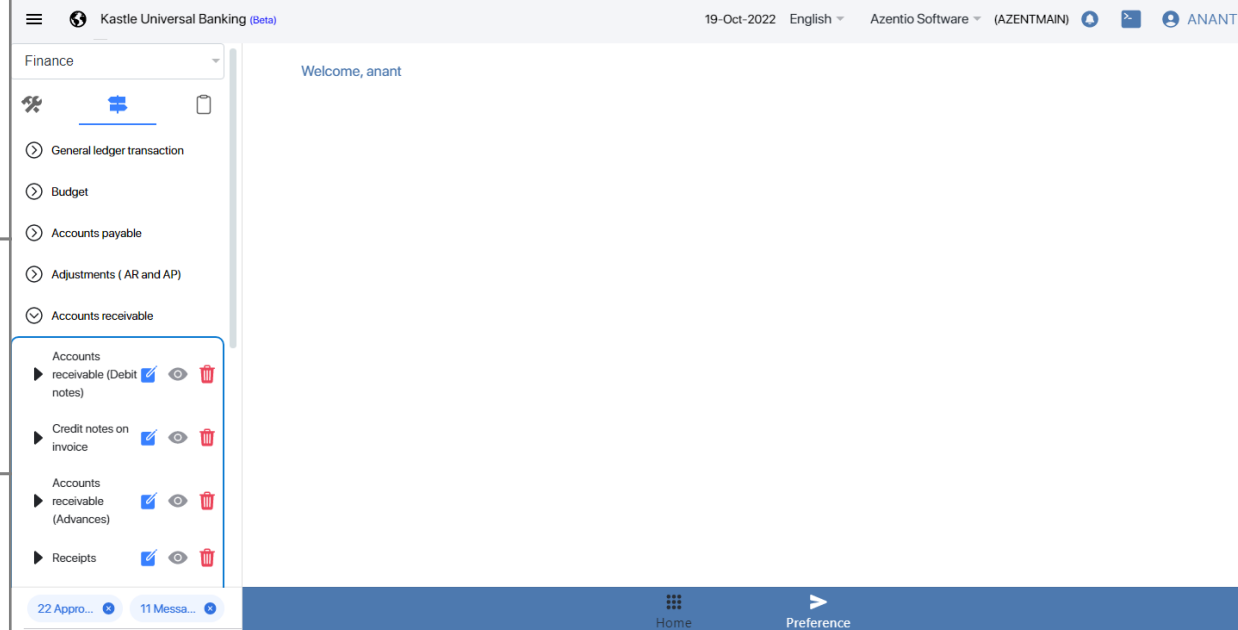 Kastle Universal Banking (Beta)
19-Oct-2022 English Azentio Software (AZENTMAIN) ANANT
Finance
Welcome, anant
General ledger transaction
Budget
Accounts payable
Adjustments ( AR and AP)
Accounts receivable
Accounts
receivable (Debit
notes)
Credit notes on
invoice
Accounts
receivable
(Advances)
Receipts
22 Appro...
11 Messa...
Home
Preference